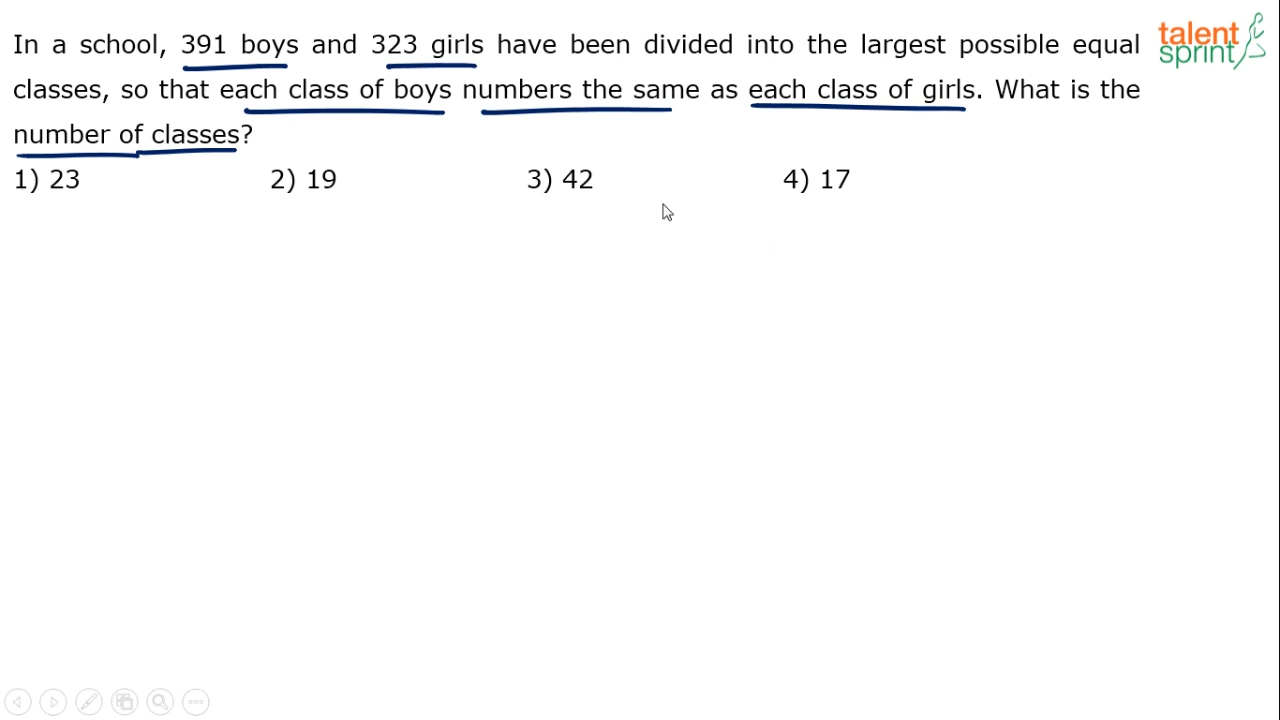 In a school, 391 boys and 323 girls have been divided into the largest possible equal
classes, so that each class of boys numbers the same as each class of girls. What is the
number of classes?
1) 23 2) 19 3) 42 4) 17
talent
sprint